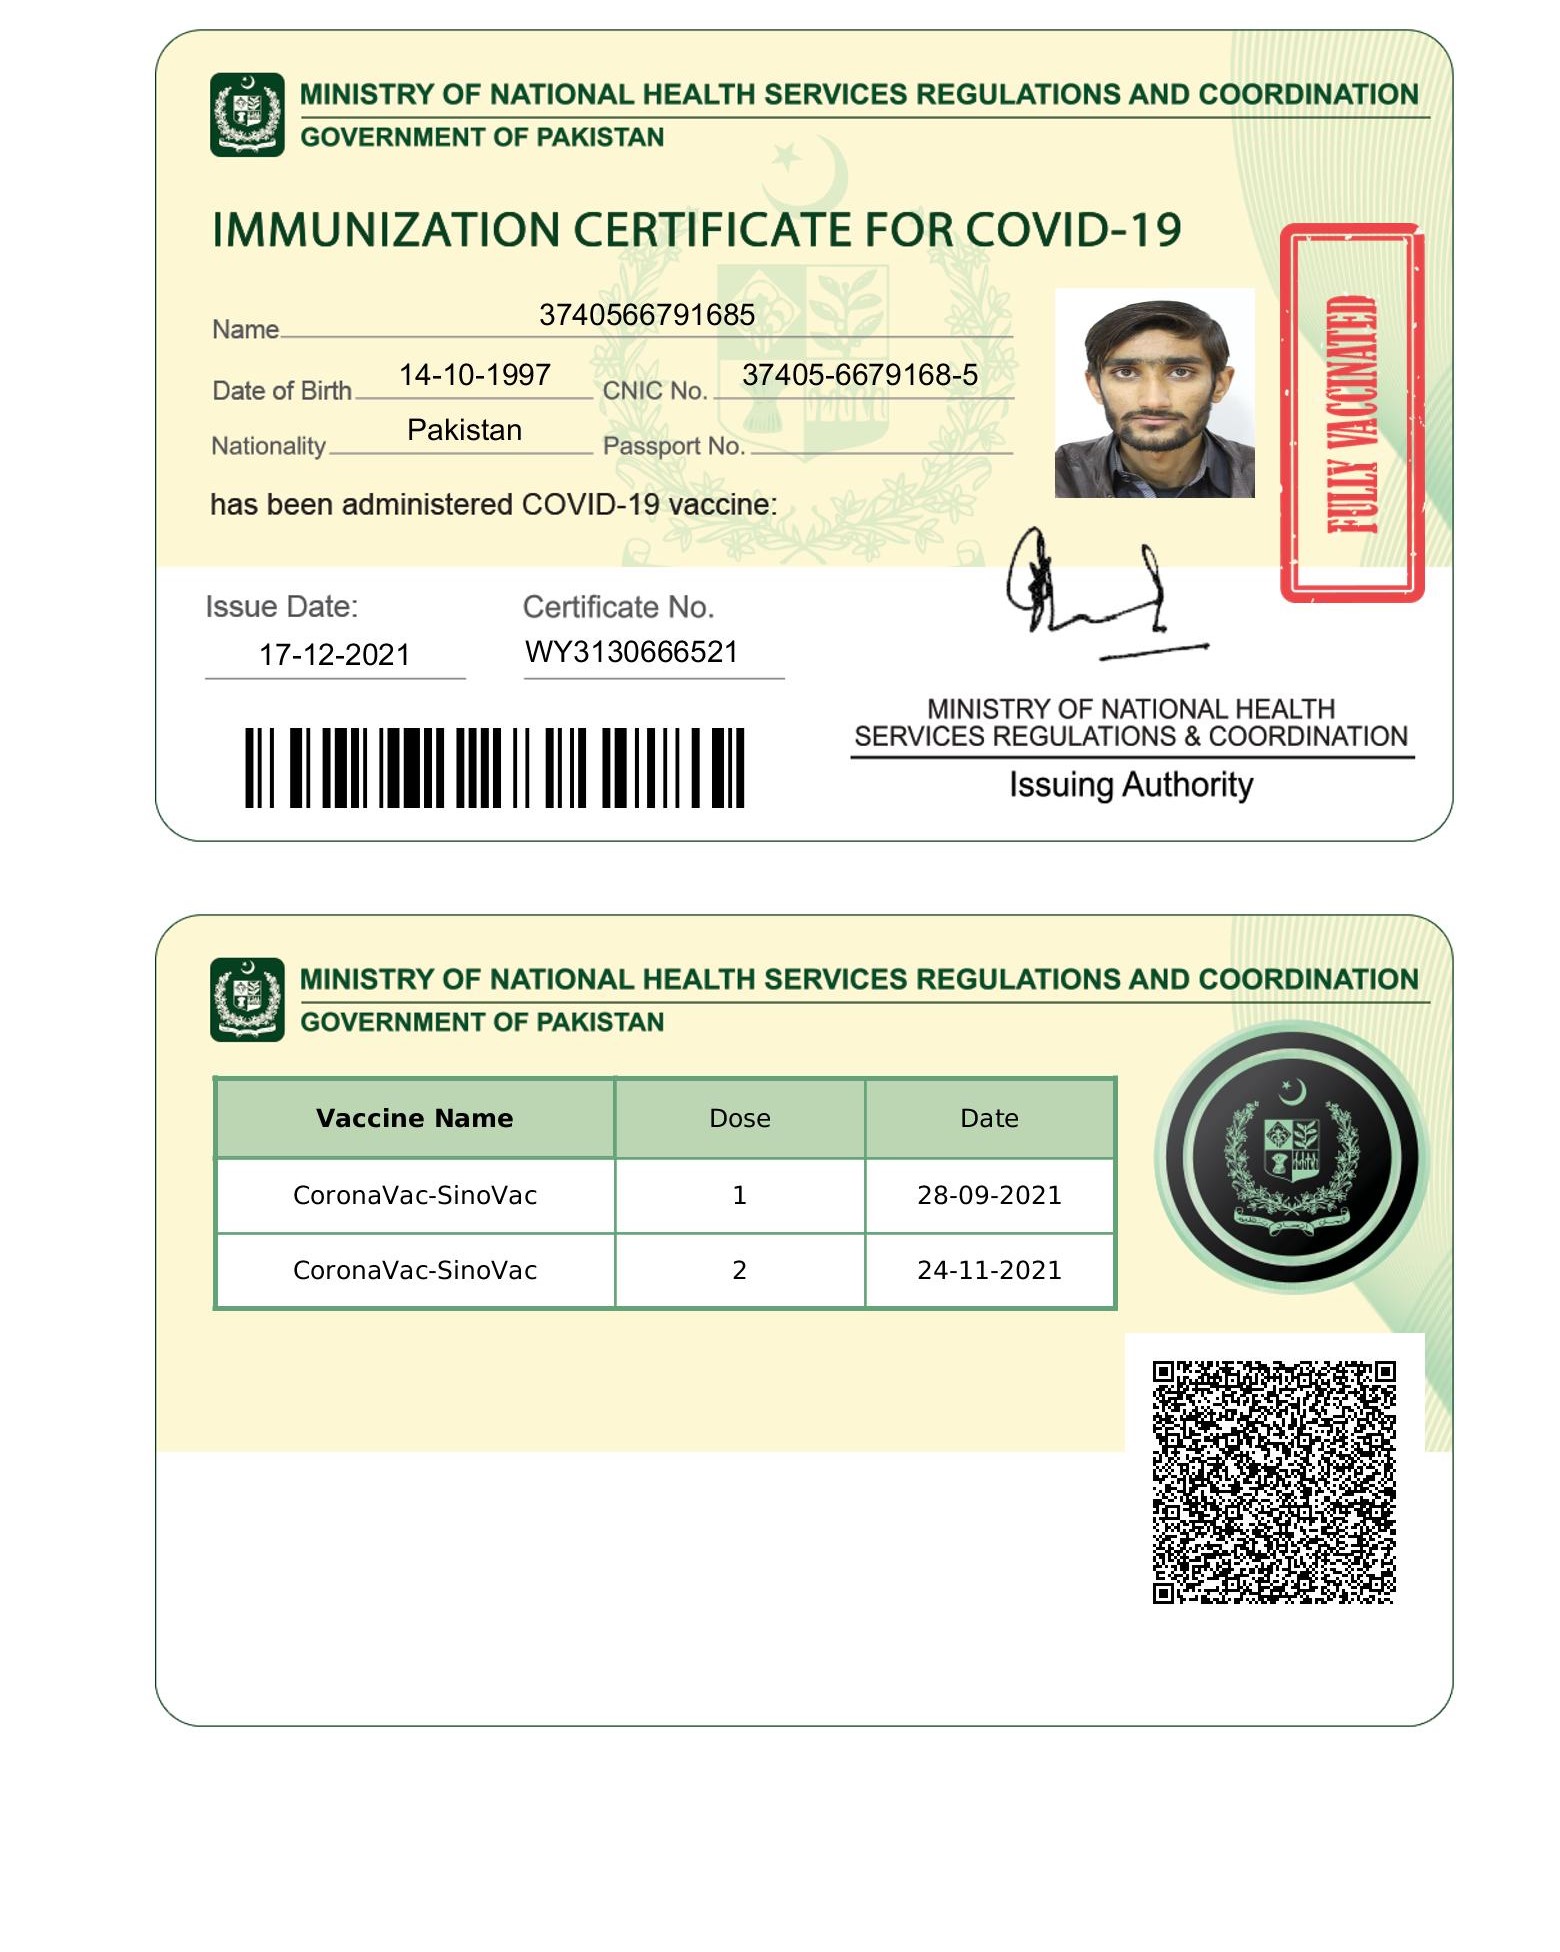 MINISTRY OF NATIONAL HEALTH SERVICES REGULATIONS AND COORDINATION
GOVERNMENT OF PAKISTAN
IMMUNIZATION CERTIFICATE FOR COVID-19
Name 3740566791685
Date of Birth 14-10-1997 CNIC No. 37405-6679168-5
Nationality Pakistan Passport No.
has been administered COVID-19 vaccine:
FULLY VACCINATED
Issue Date: Certificate No.
17-12-2021 WY3130666521
MINISTRY OF NATIONAL HEALTH
SERVICES REGULATIONS & COORDINATION
Issuing Authority
MINISTRY OF NATIONAL HEALTH SERVICES REGULATIONS AND COORDINATION
GOVERNMENT OF PAKISTAN
Vaccine Name Dose Date
CoronaVac-SinoVac 1 28-09-2021
CoronaVac-SinoVac 2 24-11-2021